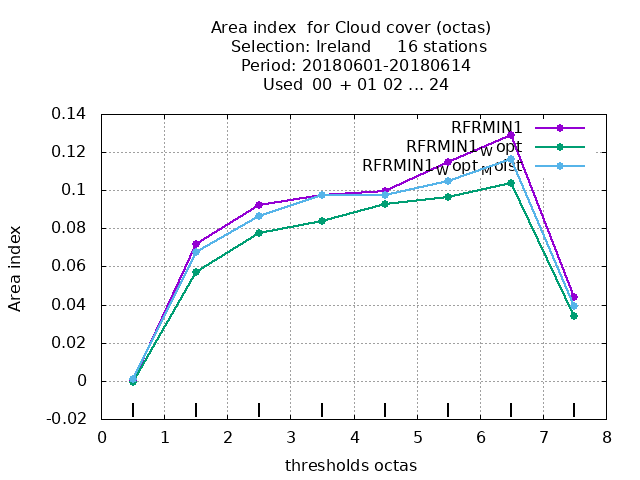 Area index  for Cloud cover (octas)
Selection: Ireland     16 stations
Period: 20180601-20180614
Used  00  + 01 02 ... 24
0.14
0.12
0.1
0.08
0.06
0.04
0.02
0
-0.02
Area index
RFRMIN1
RFRMIN1WOpt
RFRMIN1WOptMoist
0 1 2 3 4 5 6 7 8
thresholds octas